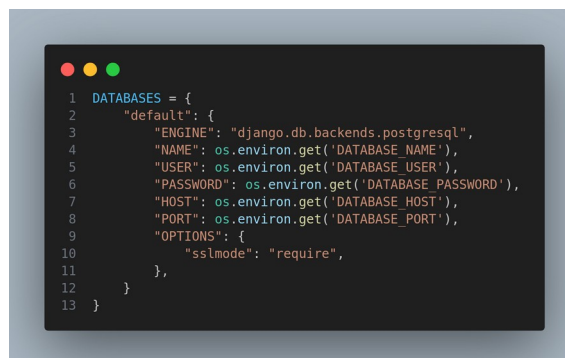 1 DATABASES = {
2     "default": {
3         "ENGINE": "django.db.backends.postgresql",
4         "NAME": os.environ.get('DATABASE_NAME'),
5         "USER": os.environ.get('DATABASE_USER'),
6         "PASSWORD": os.environ.get('DATABASE_PASSWORD'),
7         "HOST": os.environ.get('DATABASE_HOST'),
8         "PORT": os.environ.get('DATABASE_PORT'),
9         "OPTIONS": {
10             "sslmode": "require",
11         },
12     }
13 }